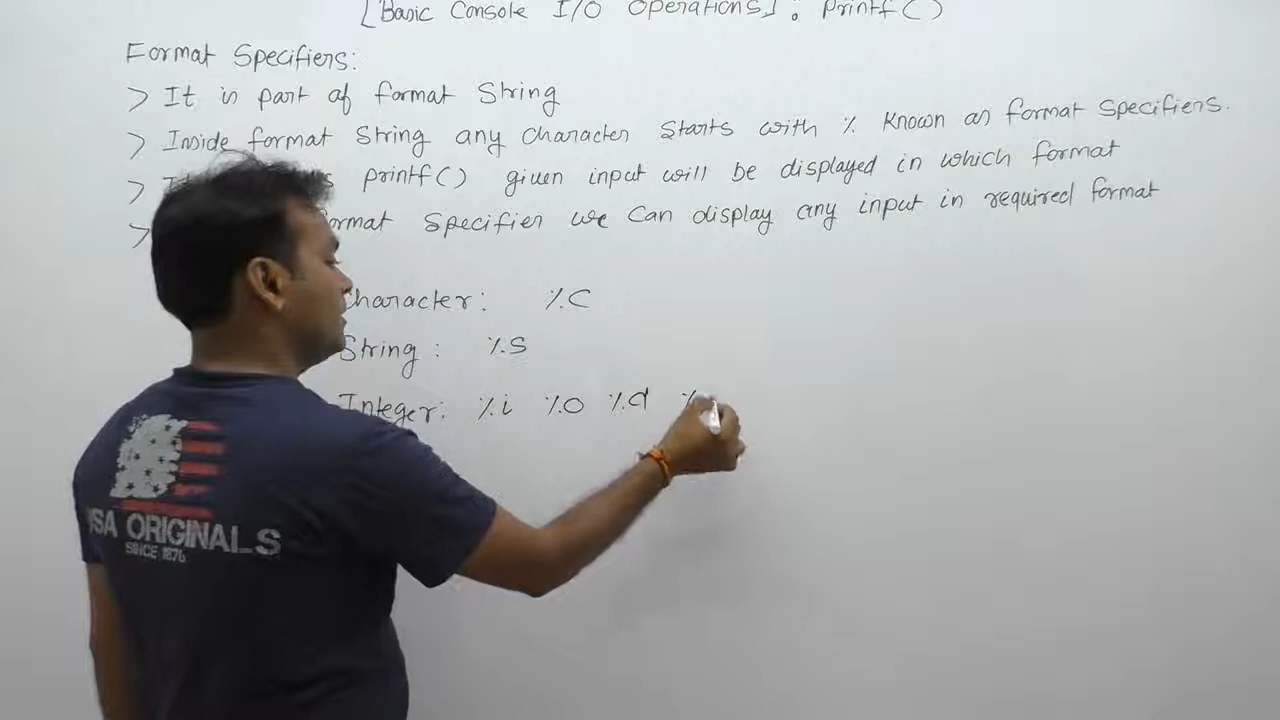 [Basic Console I/O Operations] : Printf()
Format Specifiers:
> It is part of format String
> Inside format String any character starts with % Known as format specifiers.
> printf() given input will be displayed in which format
> format specifier we can display any input in required format
Character: %c
String: %s
Integer: %i %o %d %
USA ORIGINALS
SINCE 1876